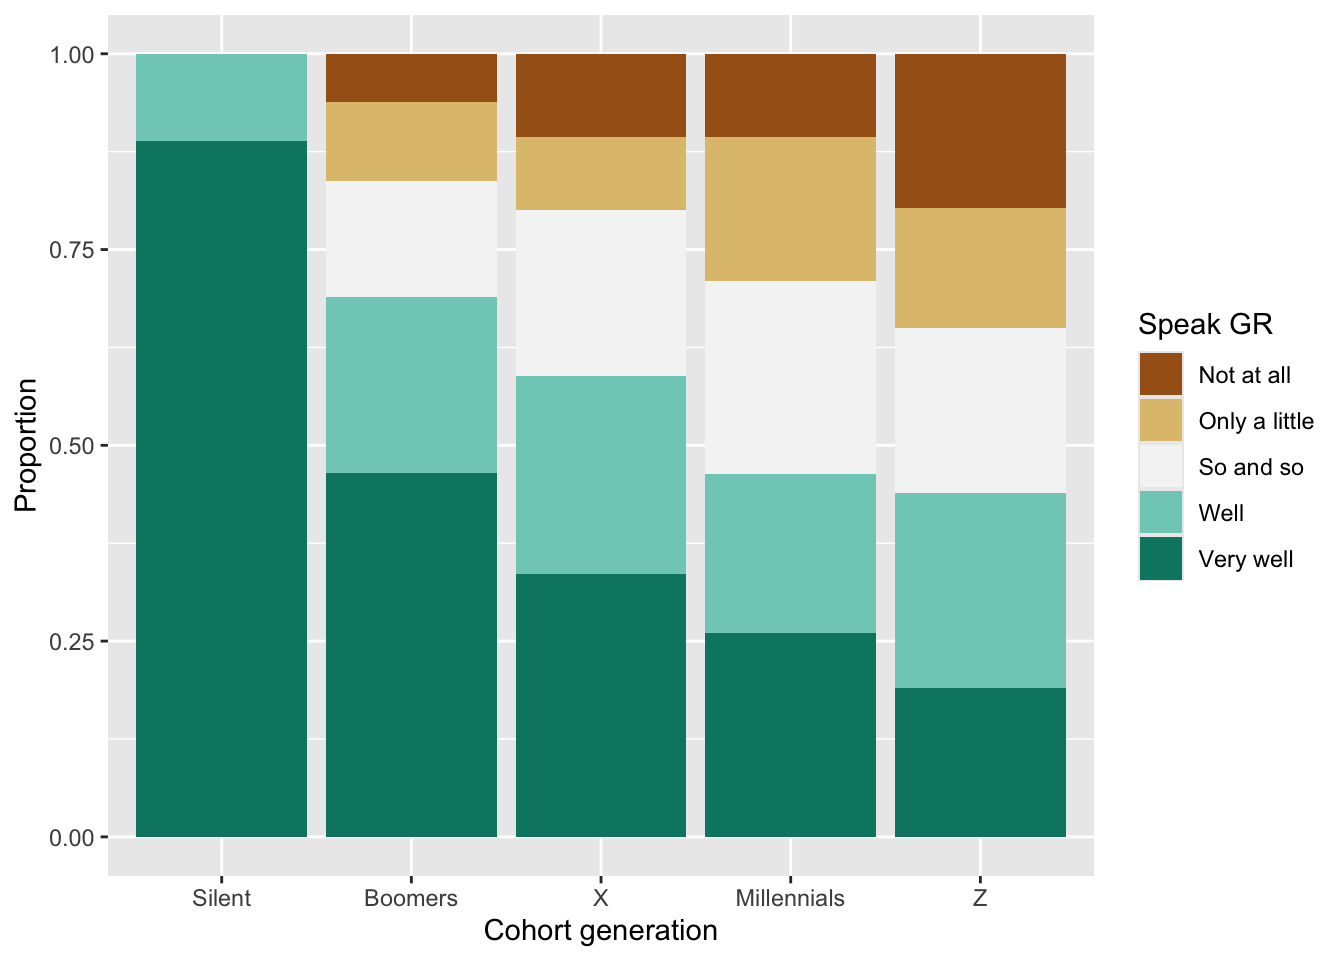 1.00
0.75
0.50
0.25
0.00
Proportion
Silent
Boomers
X
Millennials
Z
Cohort generation
Speak GR
Not at all
Only a little
So and so
Well
Very well